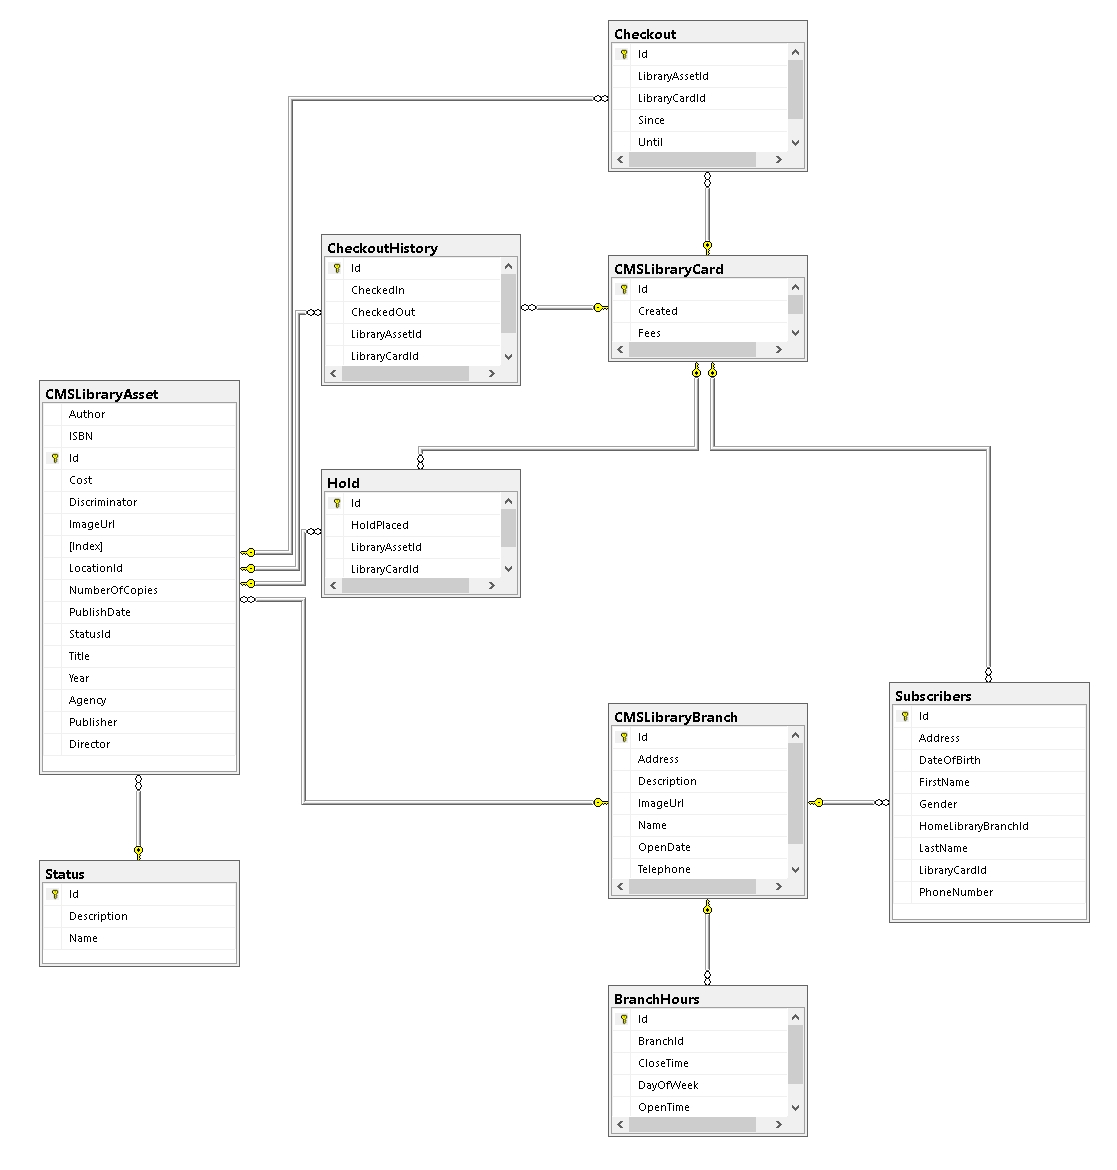 Checkout
Id
LibraryAssetId
LibraryCardId
Since
Until
CheckoutHistory
Id
CheckedIn
CheckedOut
LibraryAssetId
LibraryCardId
CMSLibraryCard
Id
Created
Fees
CMSLibraryAsset
Author
ISBN
Id
Cost
Discriminator
ImageUrl
[Index]
LocationId
NumberOfCopies
PublishDate
StatusId
Title
Year
Agency
Publisher
Director
Hold
Id
HoldPlaced
LibraryAssetId
LibraryCardId
CMSLibraryBranch
Id
Address
Description
ImageUrl
Name
OpenDate
Telephone
Subscribers
Id
Address
DateOfBirth
FirstName
Gender
HomeLibraryBranchId
LastName
LibraryCardId
PhoneNumber
Status
Id
Description
Name
BranchHours
Id
BranchId
CloseTime
DayOfWeek
OpenTime